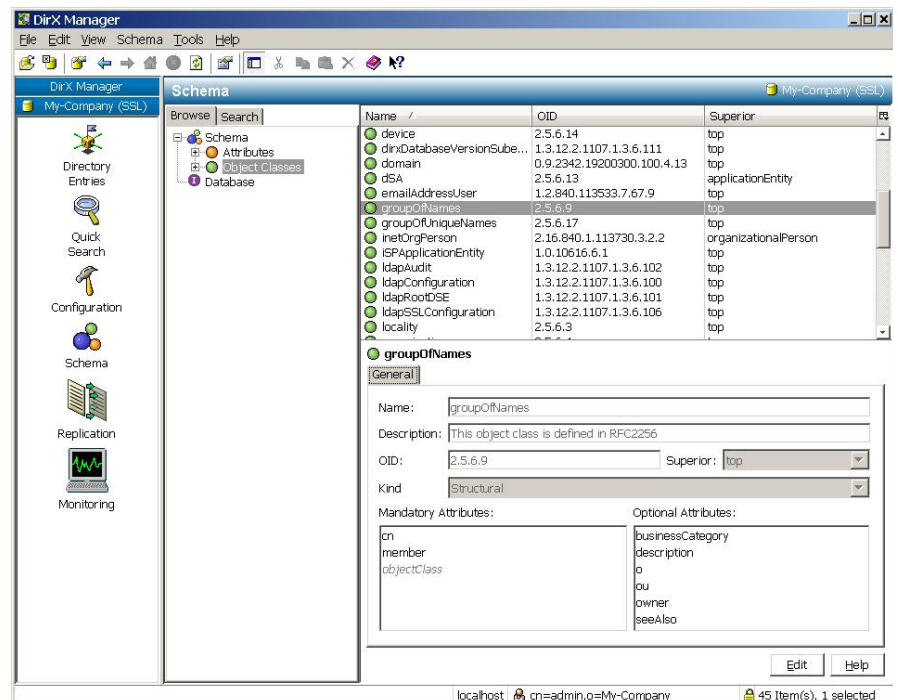 DirX Manager
File Edit View Schema Tools Help
DirX Manager
My-Company (SSL)
Directory Entries
Quick Search
Configuration
Schema
Replication
Monitoring
Schema
My-Company (SSL)
Browse Search
Schema
Attributes
Object Classes
Database
Name OID Superior
device 2.5.6.14 top
dirxDatabaseVersionSube... 1.3.12.2.1107.1.3.6.111 top
domain 0.9.2342.19200300.100.4.13 top
dSA 2.5.6.13 applicationEntity
emailAddressUser 1.2.840.113533.7.67.9 top
groupOfNames 2.5.6.9 top
groupOfUniqueNames 2.5.6.17 top
inetOrgPerson 2.16.840.1.113730.3.2.2 organizationalPerson
iSPApplicationEntity 1.0.10616.6.1 top
ldapAudit 1.3.12.2.1107.1.3.6.102 top
ldapConfiguration 1.3.12.2.1107.1.3.6.100 top
ldapRootDSE 1.3.12.2.1107.1.3.6.101 top
ldapSSLConfiguration 1.3.12.2.1107.1.3.6.106 top
locality 2.5.6.3 top
groupOfNames
General
Name: groupOfNames
Description: This object class is defined in RFC2256
OID: 2.5.6.9 Superior: top
Kind Structural
Mandatory Attributes:
cn
member
objectClass
Optional Attributes:
businessCategory
description
o
ou
owner
seeAlso
Edit Help
localhost cn=admin,o=My-Company 45 Item(s), 1 selected